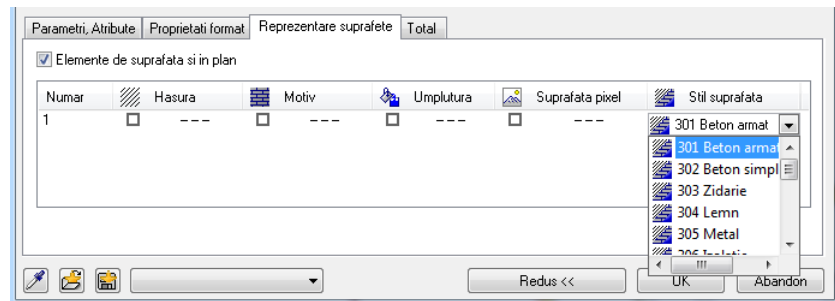 Parametri, Atribute Proprietati format Reprezentare suprafete Total
Elemente de suprafata si in plan
Numar Hasura Motiv Umplutura Suprafata pixel Stil suprafata
1 --- --- --- --- 301 Beton armat
301 Beton armat
302 Beton simpl
303 Zidarie
304 Lemn
305 Metal
306 Izolatie
Redus << OK Abandon